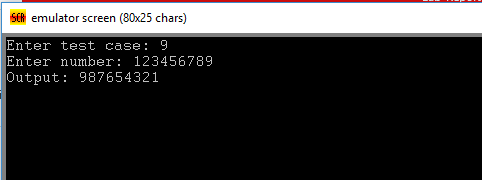 emulator screen (80x25 chars)
Enter test case: 9
Enter number: 123456789
Output: 987654321